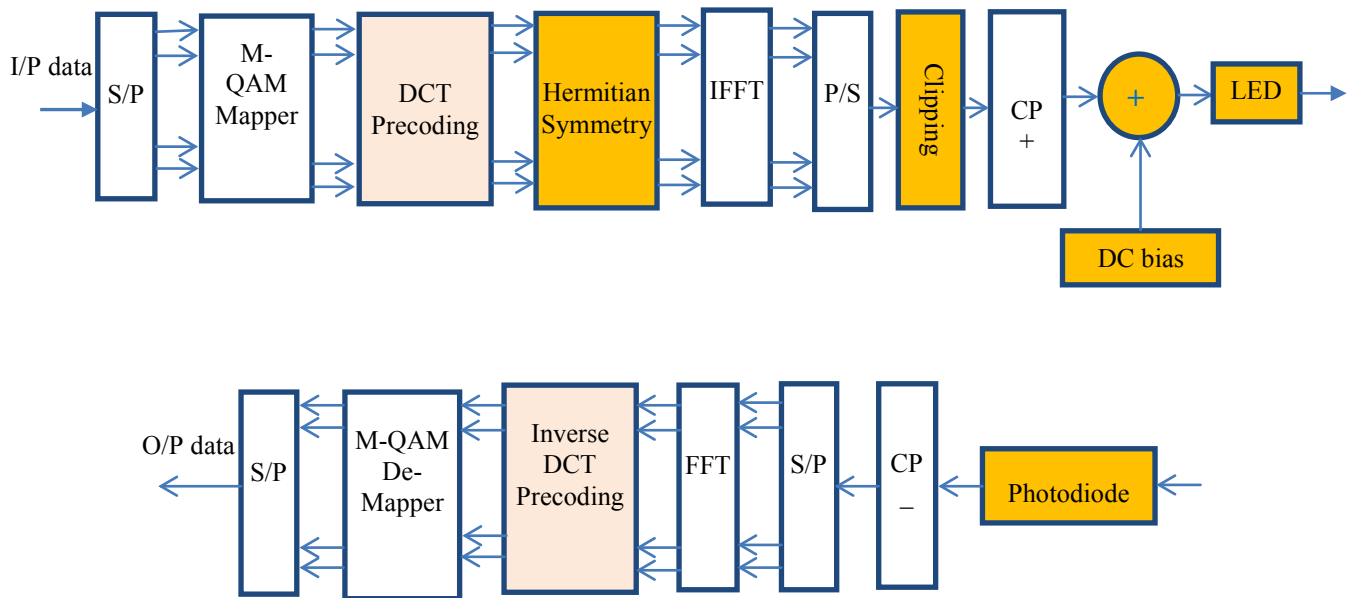 I/P data
S/P
M-
QAM
Mapper
DCT
Precoding
Hermitian
Symmetry
IFFT
P/S
Clipping
CP
+
+
LED
DC bias
O/P data
S/P
M-QAM
De-
Mapper
Inverse
DCT
Precoding
FFT
S/P
CP
–
Photodiode